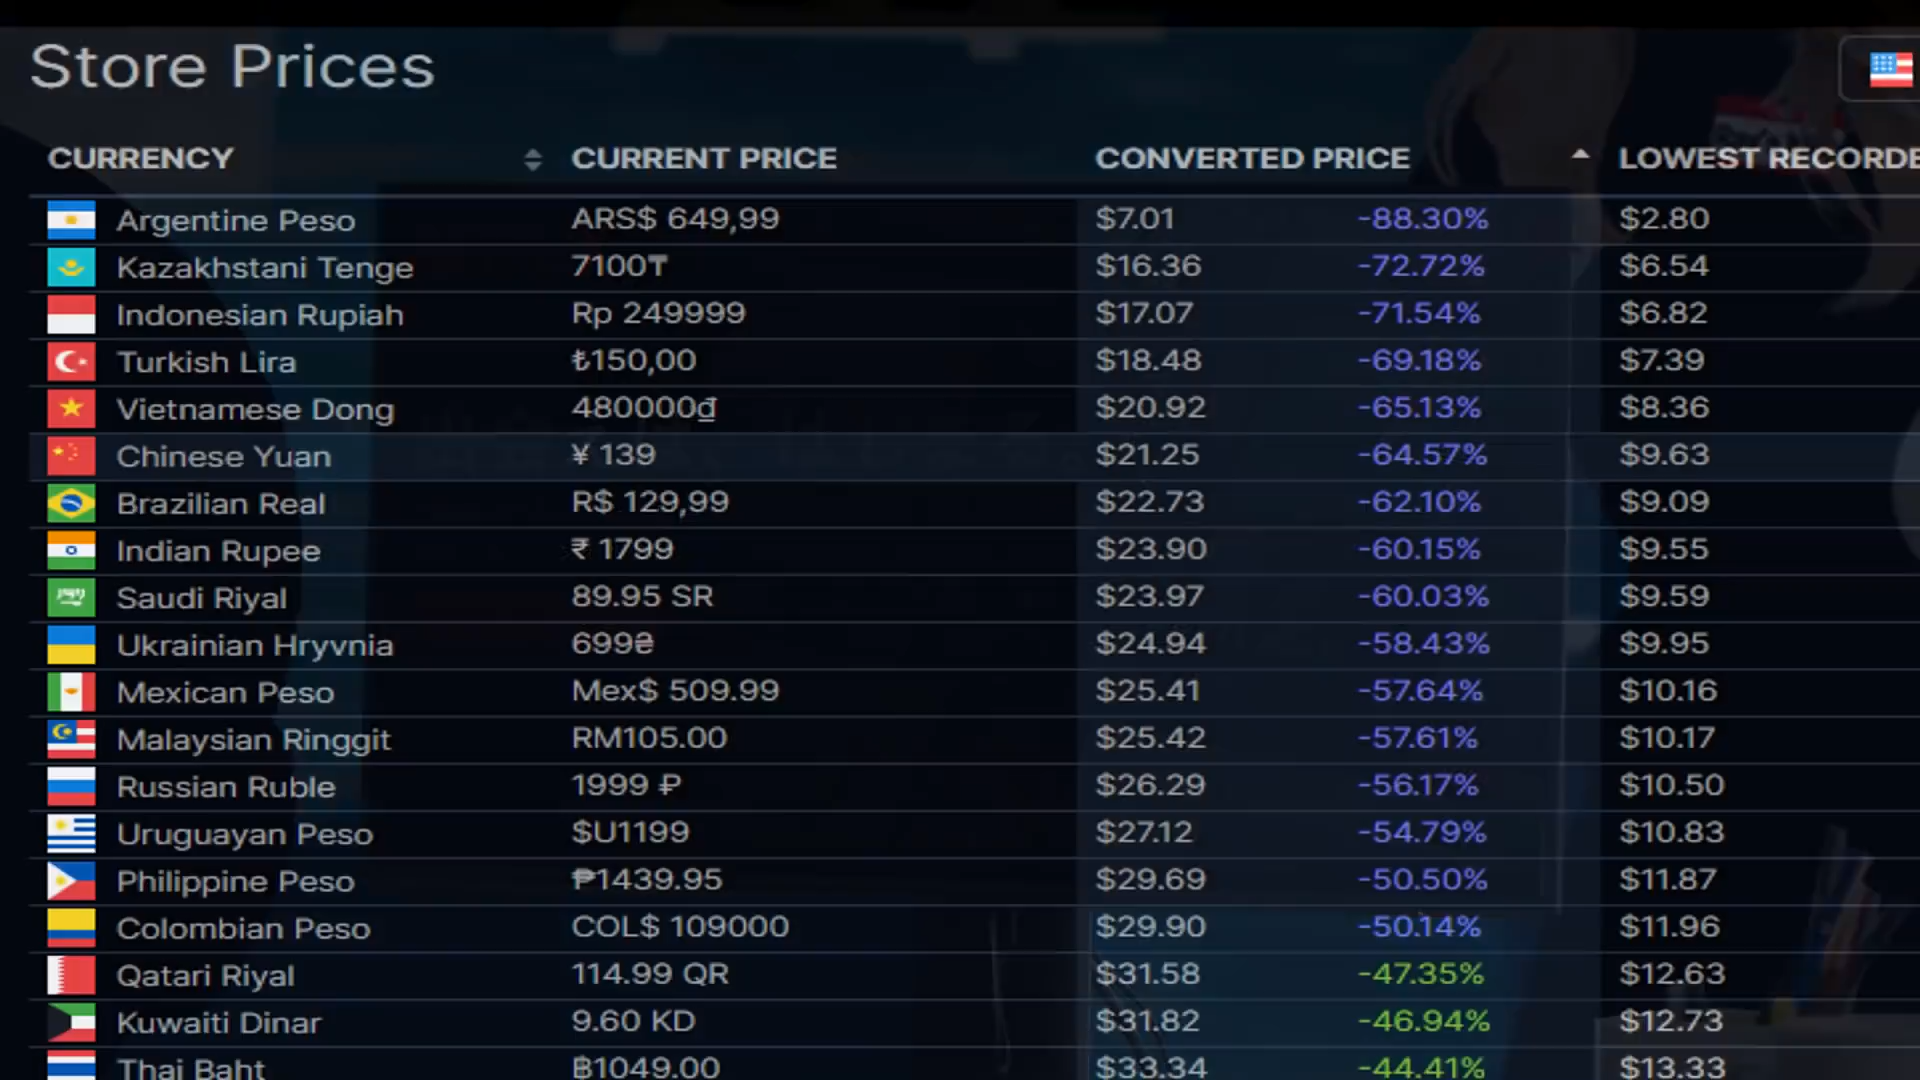 Store Prices
CURRENCY CURRENT PRICE CONVERTED PRICE LOWEST RECORDE
Argentine Peso ARS$ 649,99 $7.01 -88.30% $2.80
Kazakhstani Tenge 7100₸ $16.36 -72.72% $6.54
Indonesian Rupiah Rp 249999 $17.07 -71.54% $6.82
Turkish Lira ₺150,00 $18.48 -69.18% $7.39
Vietnamese Dong 480000₫ $20.92 -65.13% $8.36
Chinese Yuan ¥ 139 $21.25 -64.57% $9.63
Brazilian Real R$ 129,99 $22.73 -62.10% $9.09
Indian Rupee ₹ 1799 $23.90 -60.15% $9.55
Saudi Riyal 89.95 SR $23.97 -60.03% $9.59
Ukrainian Hryvnia 699₴ $24.94 -58.43% $9.95
Mexican Peso Mex$ 509.99 $25.41 -57.64% $10.16
Malaysian Ringgit RM105.00 $25.42 -57.61% $10.17
Russian Ruble 1999 ₽ $26.29 -56.17% $10.50
Uruguayan Peso $U1199 $27.12 -54.79% $10.83
Philippine Peso ₱1439.95 $29.69 -50.50% $11.87
Colombian Peso COL$ 109000 $29.90 -50.14% $11.96
Qatari Riyal 114.99 QR $31.58 -47.35% $12.63
Kuwaiti Dinar 9.60 KD $31.82 -46.94% $12.73
Thai Baht ฿1049.00 $33.34 -44.41% $13.33